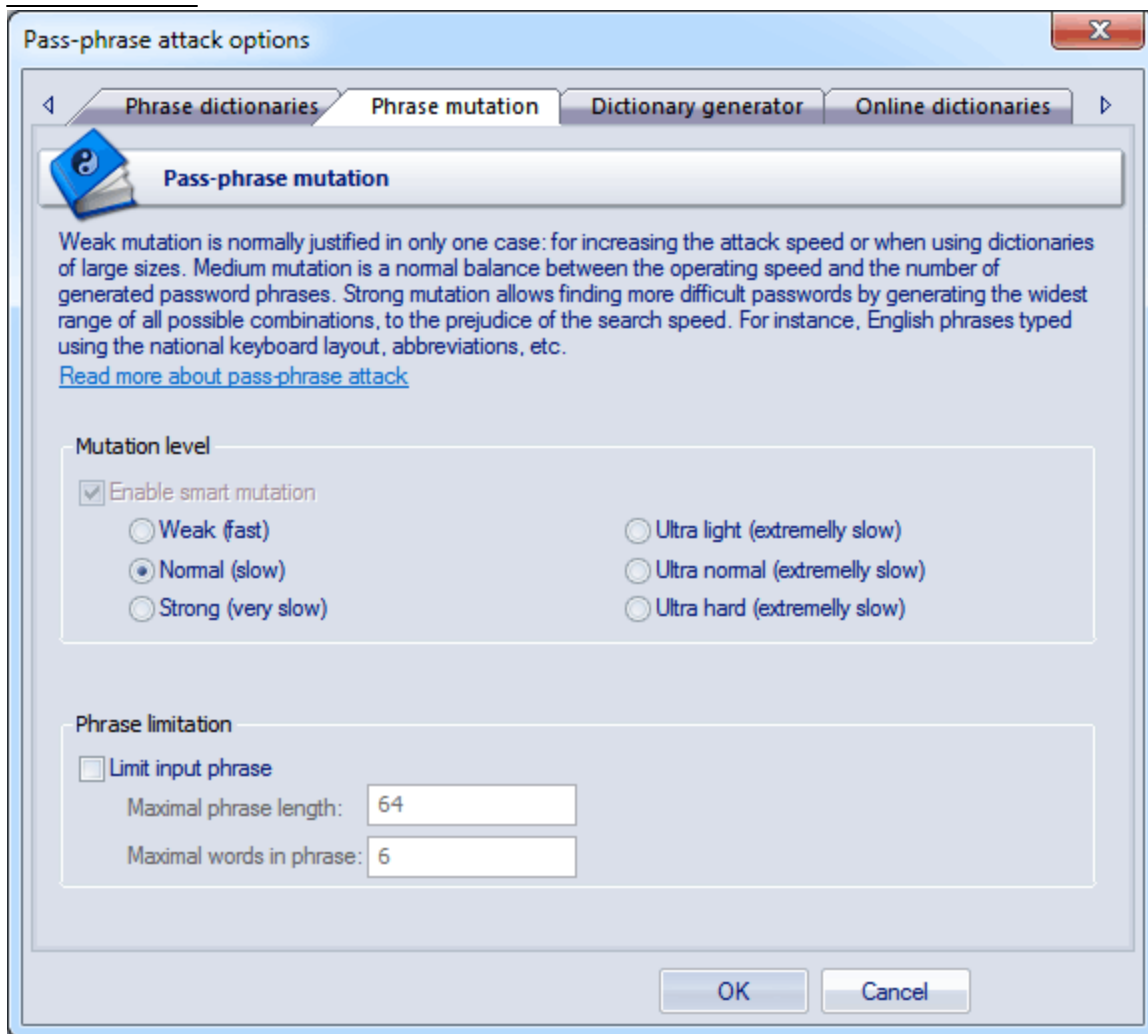 Pass-phrase attack options
Phrase dictionaries Phrase mutation Dictionary generator Online dictionaries
Pass-phrase mutation
Weak mutation is normally justified in only one case: for increasing the attack speed or when using dictionaries
of large sizes. Medium mutation is a normal balance between the operating speed and the number of
generated password phrases. Strong mutation allows finding more difficult passwords by generating the widest
range of all possible combinations, to the prejudice of the search speed. For instance, English phrases typed
using the national keyboard layout, abbreviations, etc.
Read more about pass-phrase attack
Mutation level
Enable smart mutation
Weak (fast) Ultra light (extremelly slow)
Normal (slow) Ultra normal (extremelly slow)
Strong (very slow) Ultra hard (extremelly slow)
Phrase limitation
Limit input phrase
Maximal phrase length: 64
Maximal words in phrase: 6
OK Cancel